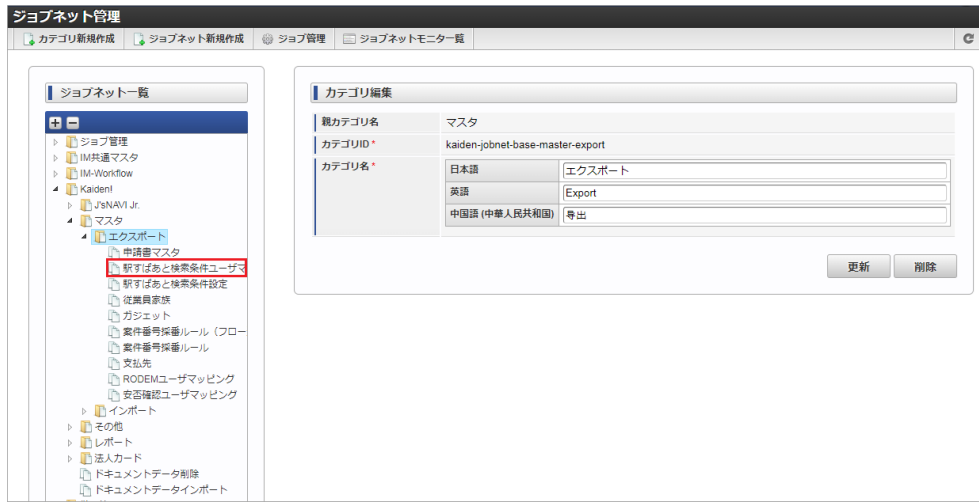 ジョブネット管理
カテゴリ新規作成 ジョブネット新規作成 ジョブ管理 ジョブネットモニター覧
ジョブネット一覧
ジョブ管理
IM共通マスタ
IM-Workflow
Kaiden!
J'sNAVI Jr.
マスタ
エクスポート
申請書マスタ
駅すぱあと検索条件ユーザマ
駅すぱあと検索条件設定
従業員家族
ガジェット
案件番号採番ルール（フロー
案件番号採番ルール
支払先
RODEMユーザマッピング
安否確認ユーザマッピング
インポート
その他
レポート
法人カード
ドキュメントデータ削除
ドキュメントデータインポート
カテゴリ編集
親カテゴリ名 マスタ
カテゴリID * kaiden-jobnet-base-master-export
カテゴリ名 * 日本語 エクスポート
英語 Export
中国語 (中華人民共和国) 导出
更新 削除